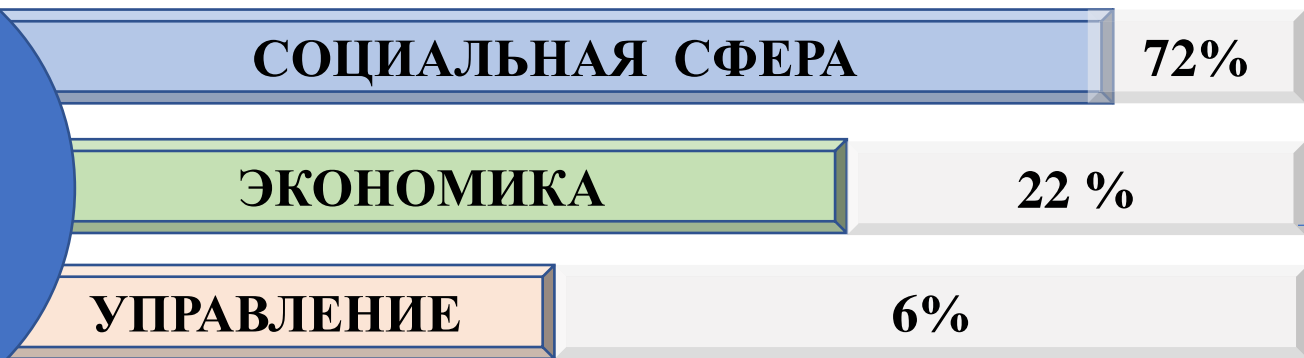 СОЦИАЛЬНАЯ СФЕРА 72%
ЭКОНОМИКА 22 %
УПРАВЛЕНИЕ 6%